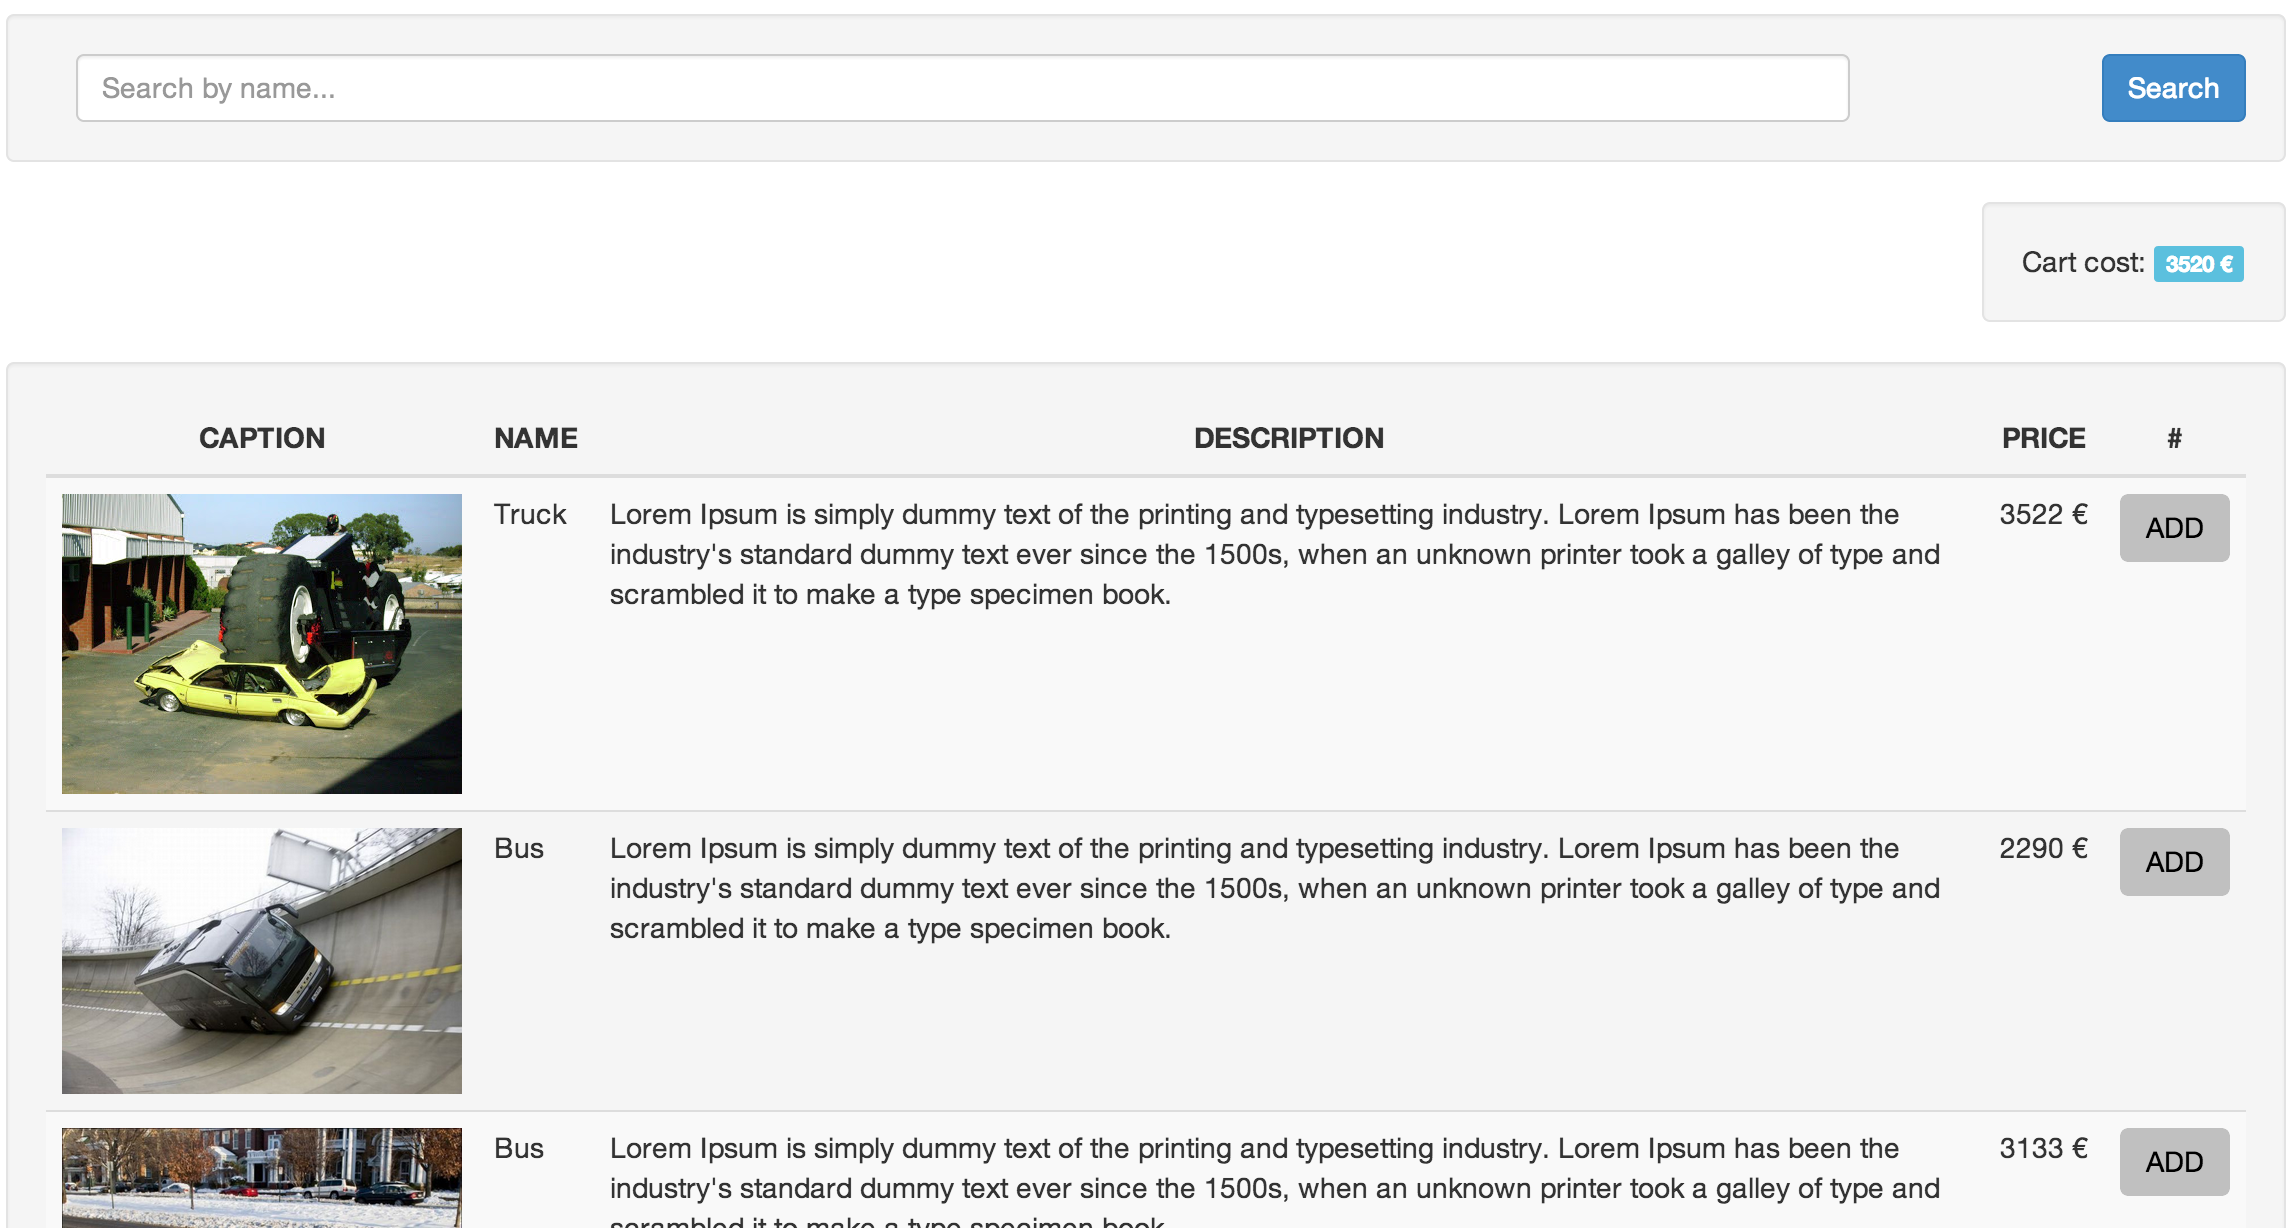 Search by name...
Search
Cart cost: 3520 €
CAPTION NAME DESCRIPTION PRICE #
Truck
Lorem Ipsum is simply dummy text of the printing and typesetting industry. Lorem Ipsum has been the
industry's standard dummy text ever since the 1500s, when an unknown printer took a galley of type and
scrambled it to make a type specimen book.
3522 €
ADD
Bus
Lorem Ipsum is simply dummy text of the printing and typesetting industry. Lorem Ipsum has been the
industry's standard dummy text ever since the 1500s, when an unknown printer took a galley of type and
scrambled it to make a type specimen book.
2290 €
ADD
Bus
Lorem Ipsum is simply dummy text of the printing and typesetting industry. Lorem Ipsum has been the
industry's standard dummy text ever since the 1500s, when an unknown printer took a galley of type and
scrambled it to make a type specimen book.
3133 €
ADD